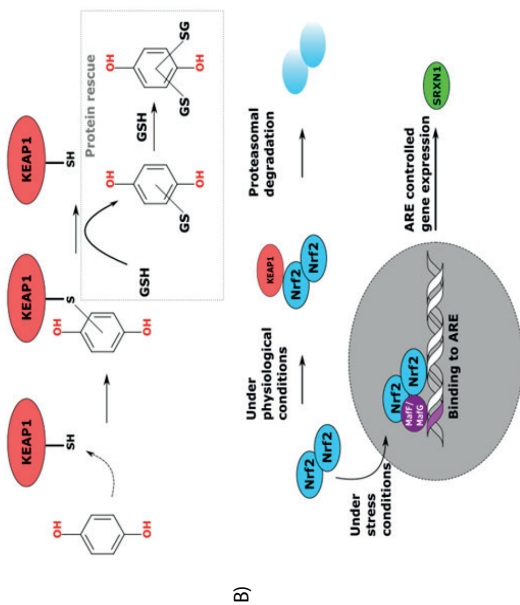 KEAP1
KEAP1
KEAP1
SH
S
SH
OH
OH
OH
OH
Protein rescue
GSH
GSH
OH
OH
GS
OH
OH
GS
SG
B)
Under
physiological
conditions
Proteasomal
degradation
Nrf2
Nrf2
KEAP1
Nrf2
Nrf2
Under
stress
conditions
Nrf2
Nrf2
MafF/
MafG
Binding to ARE
ARE controlled
gene expression
SRXN1